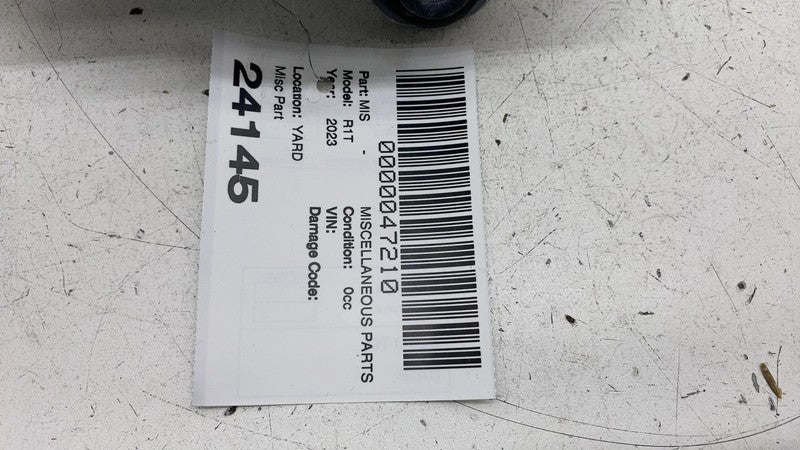 0000047210
Part: MIS - MISCELLANEOUS PARTS
Model: R1T Condition: 0cc
Year: 2023 VIN:
Damage Code:
Location: YARD
Misc Part
24145